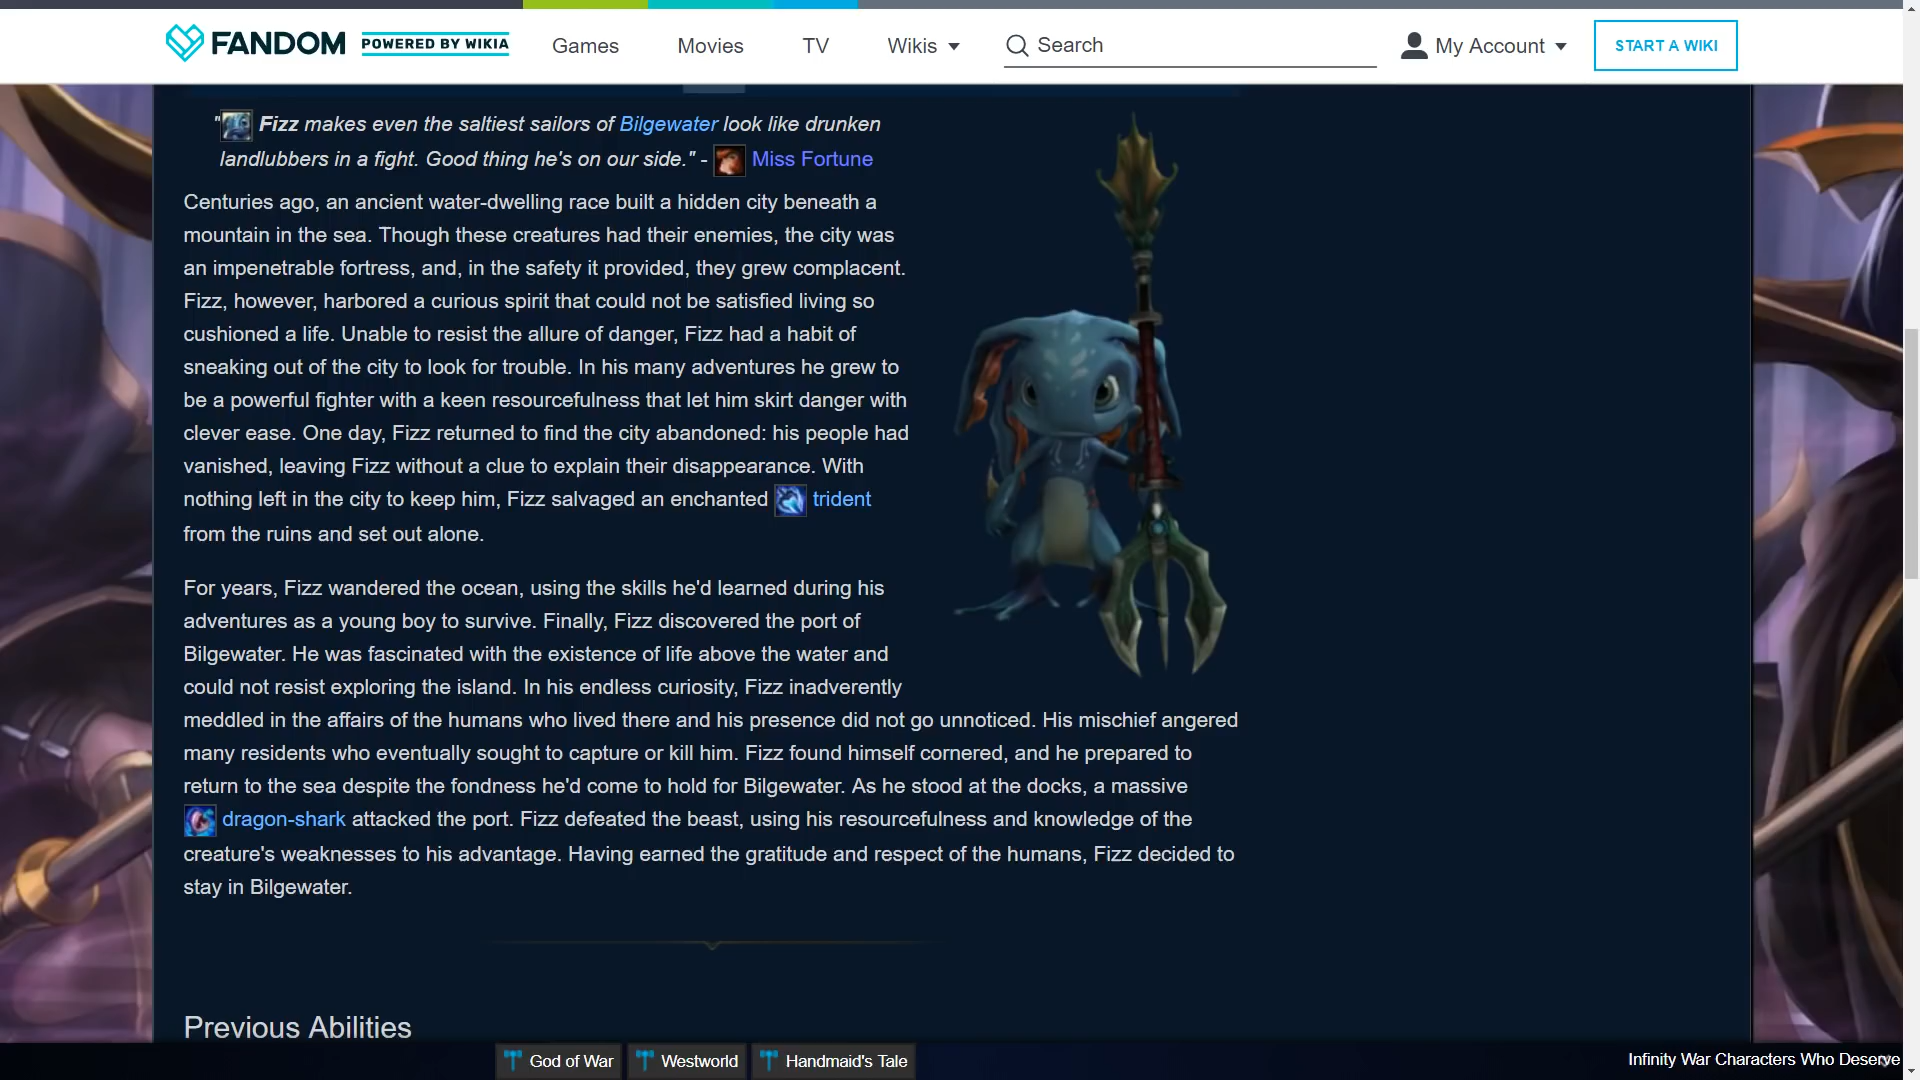 FANDOM POWERED BY WIKIA Games Movies TV Wikis Search My Account START A WIKI
"Fizz makes even the saltiest sailors of Bilgewater look like drunken
landlubbers in a fight. Good thing he's on our side." - Miss Fortune
Centuries ago, an ancient water-dwelling race built a hidden city beneath a
mountain in the sea. Though these creatures had their enemies, the city was
an impenetrable fortress, and, in the safety it provided, they grew complacent.
Fizz, however, harbored a curious spirit that could not be satisfied living so
cushioned a life. Unable to resist the allure of danger, Fizz had a habit of
sneaking out of the city to look for trouble. In his many adventures he grew to
be a powerful fighter with a keen resourcefulness that let him skirt danger with
clever ease. One day, Fizz returned to find the city abandoned: his people had
vanished, leaving Fizz without a clue to explain their disappearance. With
nothing left in the city to keep him, Fizz salvaged an enchanted trident
from the ruins and set out alone.
For years, Fizz wandered the ocean, using the skills he'd learned during his
adventures as a young boy to survive. Finally, Fizz discovered the port of
Bilgewater. He was fascinated with the existence of life above the water and
could not resist exploring the island. In his endless curiosity, Fizz inadverently
meddled in the affairs of the humans who lived there and his presence did not go unnoticed. His mischief angered
many residents who eventually sought to capture or kill him. Fizz found himself cornered, and he prepared to
return to the sea despite the fondness he'd come to hold for Bilgewater. As he stood at the docks, a massive
dragon-shark attacked the port. Fizz defeated the beast, using his resourcefulness and knowledge of the
creature's weaknesses to his advantage. Having earned the gratitude and respect of the humans, Fizz decided to
stay in Bilgewater.
Previous Abilities
God of War Westworld Handmaid's Tale Infinity War Characters Who Deserve